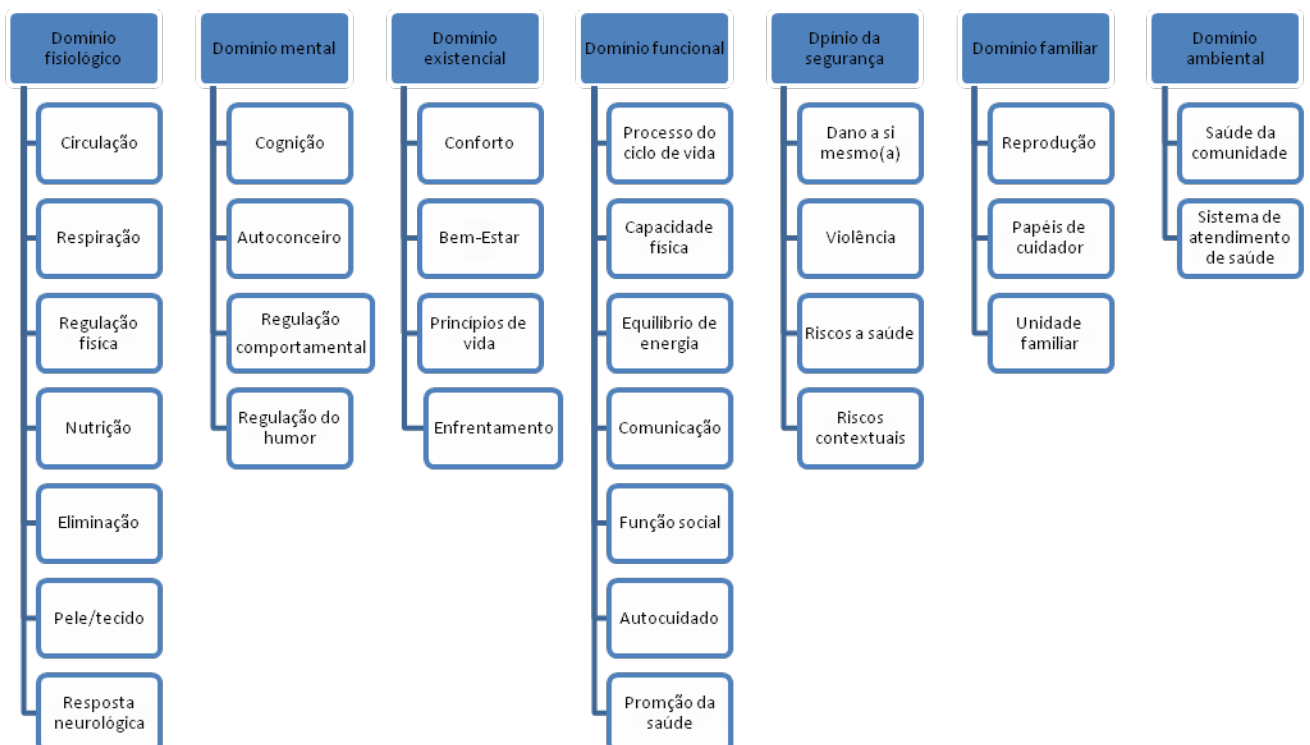 Domínio
fisiológico
Circulação
Respiração
Regulação
fisíca
Nutrição
Eliminação
Pele/tecido
Resposta
neurológica
Domínio mental
Cognição
Autoconceiro
Regulação
comportamental
Regulação do
humor
Domínio
existencial
Conforto
Bem-Estar
Princípios de
vida
Enfrentamento
Domínio funcional
Processo do
ciclo de vida
Capacidade
física
Equilíbrio de
energia
Comunicação
Função social
Autocuidado
Promção da
saúde
Dpínio da
segurança
Dano a si
mesmo(a)
Violência
Riscos a saúde
Riscos
contextuais
Domínio familiar
Reprodução
Papéis de
cuidador
Unidade
familiar
Domínio
ambiental
Saúde da
comunidade
Sistema de
atendimento
de saúde